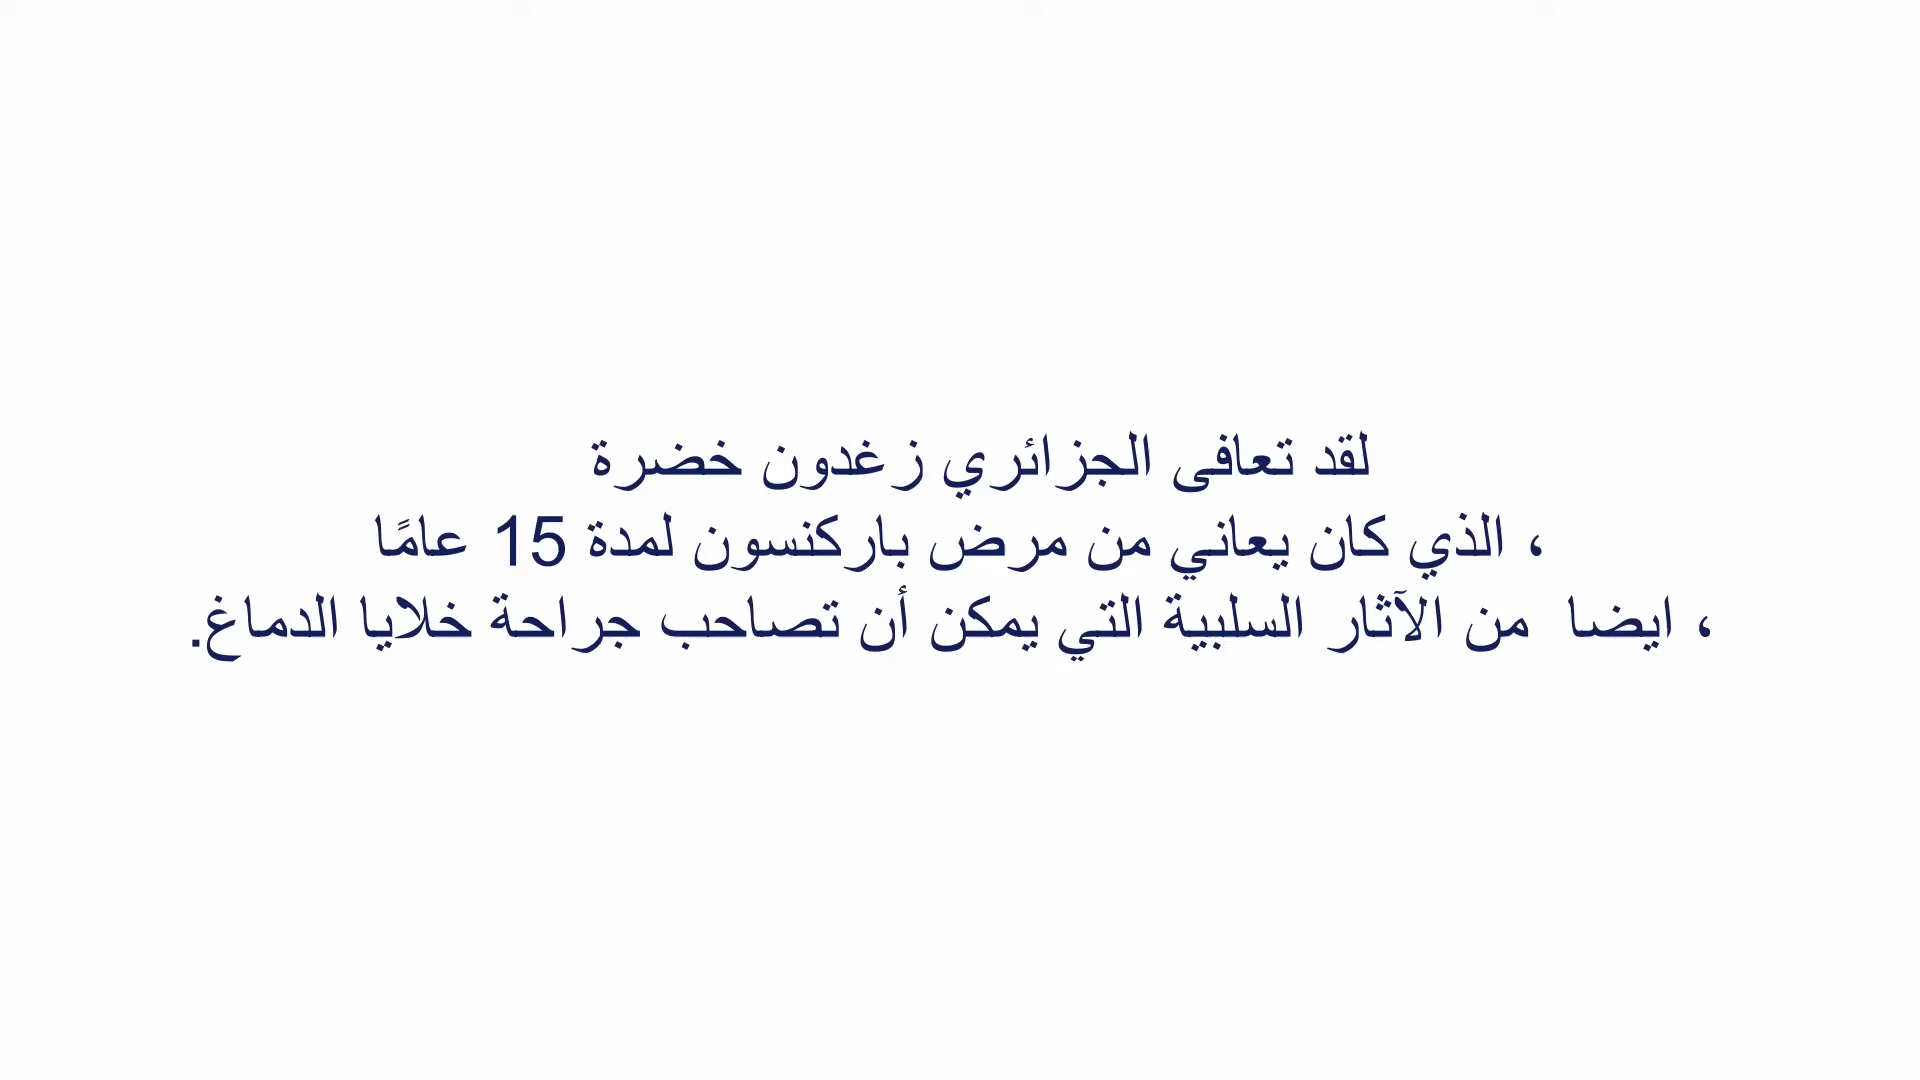 لقد تعافى الجزائري زغدون خضرة
، الذي كان يعاني من مرض باركنسون لمدة 15 عامًا
، ايضا  من الآثار السلبية التي يمكن أن تصاحب جراحة خلايا الدماغ.